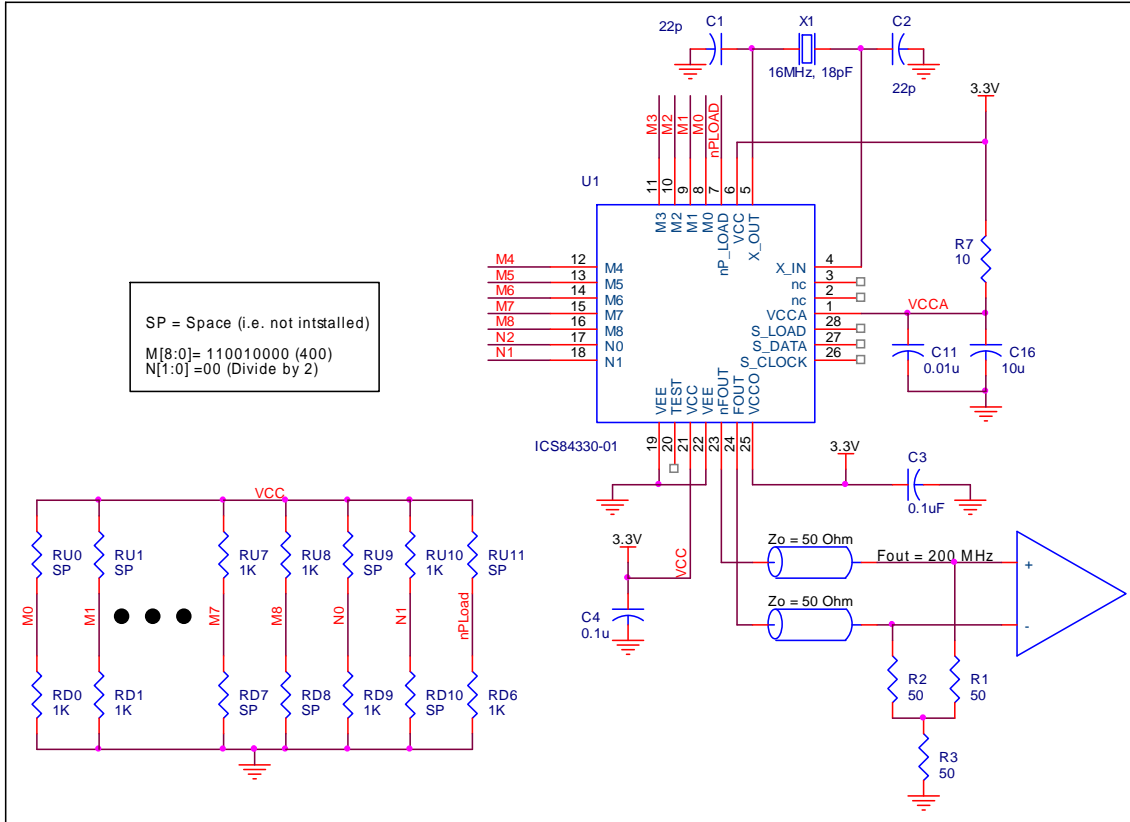 22p
C1
X1
C2
16MHz, 18pF
22p
3.3V
M3
M2
M1
M0
nPLOAD
U1
11
10
9
8
7
6
5
M3
M2
M1
M0
nP_LOAD
VCC
X_OUT
R7
10
M4
12
M4
M5
13
M5
M6
14
M6
M7
15
M7
M8
16
M8
N2
17
N0
N1
18
N1
X_IN
4
nc
3
nc
2
VCCA
1
VCCA
S_LOAD
28
S_DATA
27
S_CLOCK
26
C11
0.01u
C16
10u
SP = Space (i.e. not intstalled)
M[8:0]= 110010000 (400)
N[1:0] =00 (Divide by 2)
VEE
TEST
VCC
VEE
nFOUT
FOUT
VCCO
19
20
21
22
23
24
25
ICS84330-01
3.3V
C3
0.1uF
3.3V
VCC
C4
0.1u
Zo = 50 Ohm
Fout = 200 MHz
Zo = 50 Ohm
+
-
R2
50
R1
50
R3
50
VCC
RU0
SP
RU1
SP
RU7
1K
RU8
1K
RU9
SP
RU10
1K
RU11
SP
M0
M1
M7
M8
N0
N1
nPLoad
RD0
1K
RD1
1K
RD7
SP
RD8
SP
RD9
1K
RD10
SP
RD6
1K